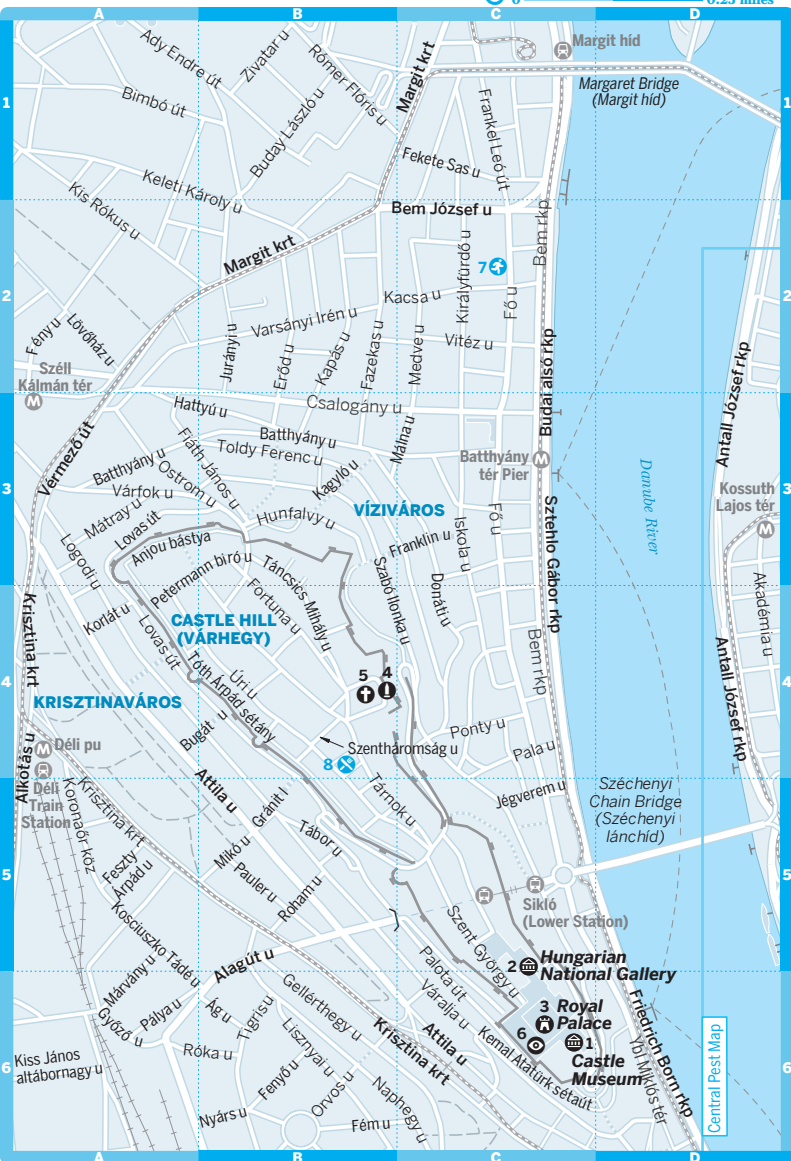 0
0.25 miles
A
B
C
D
1
1
2
2
3
3
4
4
5
5
6
6
A
B
C
D
Ady Endre út
Zivatar u
Rómer Flóris u
Margit krt
Margit híd
Margaret Bridge
(Margit híd)
Bimbó út
Buday László u
Frankel Leó út
Fekete Sas u
Keleti Károly u
Kis Rókus u
Bem József u
Margit krt
Bem rkp
Királyfürdő u
7
Kacsa u
Fő u
Varsányi Irén u
Vitéz u
Fény u
Lövőház u
Jurányi u
Erőd u
Kapás u
Fazekas u
Medve u
Budai alsó rkp
Antall József rkp
Széll
Kálmán tér
M
Hattyú u
Csalogány u
Batthyány u
Toldy Ferenc u
Málna u
Batthyány
tér Pier
M
Vérmező út
Batthyány u
Fiáth János u
Ostrom u
Várfok u
Mátray u
Lovas út
Kagyló u
Hunfalvy u
VÍZIVÁROS
Danube River
Kossuth
Lajos tér
M
Fő u
Sztehlo Gábor rkp
Iskola u
Franklin u
Anjou bástya
Logodi u
Petermann bíró u
Táncsics Mihály u
Fortuna u
Szabó Ilonka u
Donáti u
Akadémia u
Korlát u
Krisztina krt
Lovas út
CASTLE HILL
(VÁRHEGY)
Bem rkp
Antall József rkp
Tóth Árpád sétány
Úri u
5
4
KRISZTINAVÁROS
Bugát u
Ponty u
Szentháromság u
Pala u
8
M
Déli pu
Alkotás u
Déli
Train
Station
Koronaőr köz
Krisztina krt
Attila u
Gránit l
Tárnok u
Jégverem u
Széchenyi
Chain Bridge
(Széchenyi
lánchíd)
Tábor u
Mikó u
Feszty
Árpád u
Pauler u
Roham u
Sikló
(Lower Station)
Kosciuszko Tádé u
Szent György u
Alagút u
Palota út
2
Hungarian
National Gallery
Márvány u
Győző u
Pálya u
Ág u
Tigris u
Gellérthegy u
Váralja u
3
Royal
Palace
6
1
Castle
Museum
Krisztina krt
Attila u
Kemal Atatürk sétaút
Friedrich Born rkp
Ybl Miklós tér
Central Pest Map
Kiss János
altábornagy u
Róka u
Lisznyai u
Fenyő u
Orvos u
Naphegy u
Nyárs u
Fém u